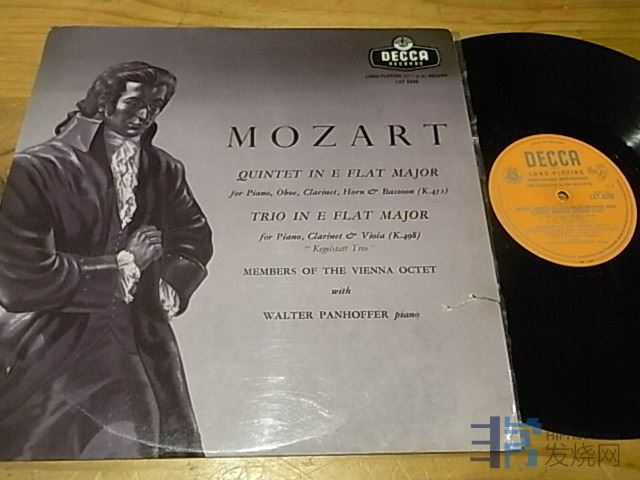 DECCA
RECORDS
LXT 5293
MOZART
QUINTET IN E FLAT MAJOR
for Piano, Oboe, Clarinet, Horn & Bassoon (K.452)
TRIO IN E FLAT MAJOR
for Piano, Clarinet & Viola (K.498)
"Kegelstatt Trio"
MEMBERS OF THE VIENNA OCTET
with
WALTER PANHOFFER piano
DECCA
LONG PLAYING
发烧网